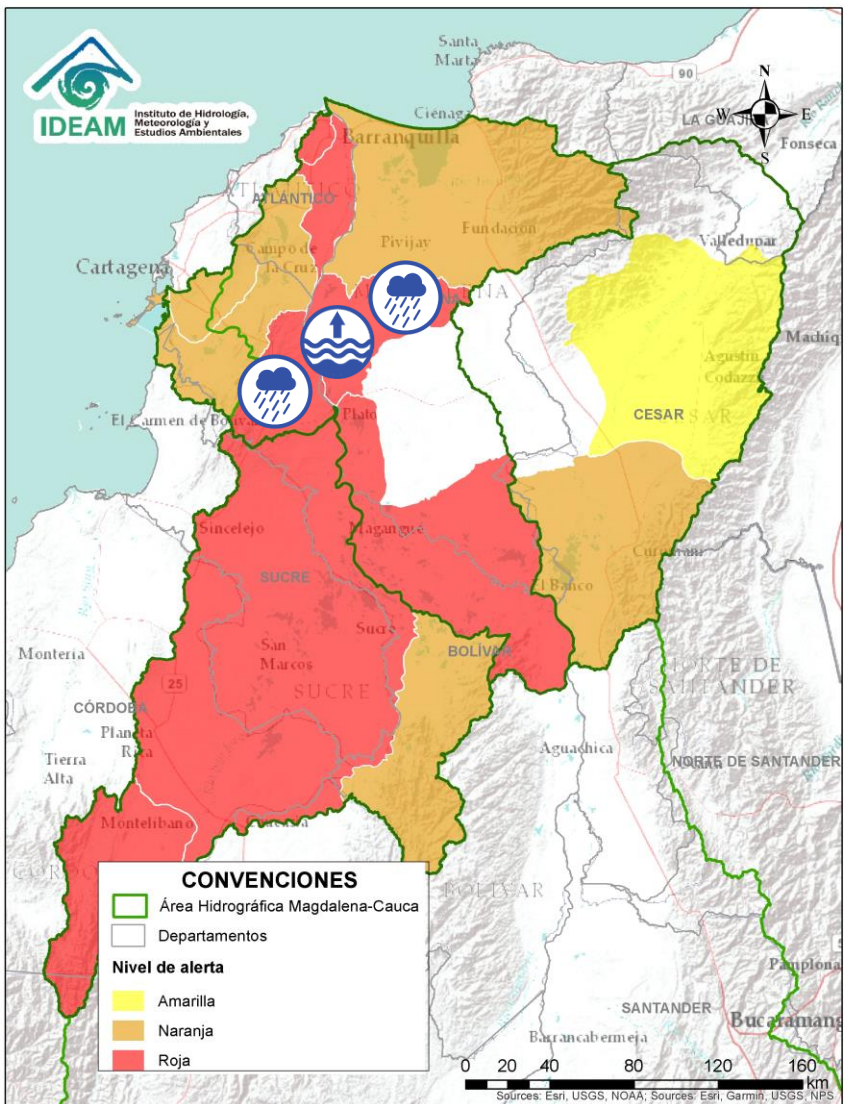 IDEAM
Instituto de Hidrología,
Meteorología y
Estudios Ambientales
Santa
Marta
90
N
W
E
S
Ciénaga
LA GUAJI
Fonseca
Barranquilla
ATLÁNTICO
Valledupar
Fundación
Pivijay
Campo de
la Cruz
Cartagena
Machiq
Agustín
Codazzi
CESAR
El Carmen de Bolívar
Plato
Sincelejo
Magangué
SUCRE
El Banco
Sucre
BOLÍVAR
San
Marcos
Montería
SUCRE
NORTE DE
SANTANDER
25
CÓRDOBA
Planeta
Rica
Aguachica
NORTE DE SANTANDER
Tierra
Alta
Montelíbano
BOLÍVAR
CONVENCIONES
Área Hidrográfica Magdalena-Cauca
Departamentos
Nivel de alerta
Amarilla
Naranja
Roja
Pamplona
SANTANDER
Bucaramang
Barrancabermeja
0 20 40 80 120 160
km
Sources: Esri, USGS, NOAA; Sources: Esri, Garmin, USGS, NPS